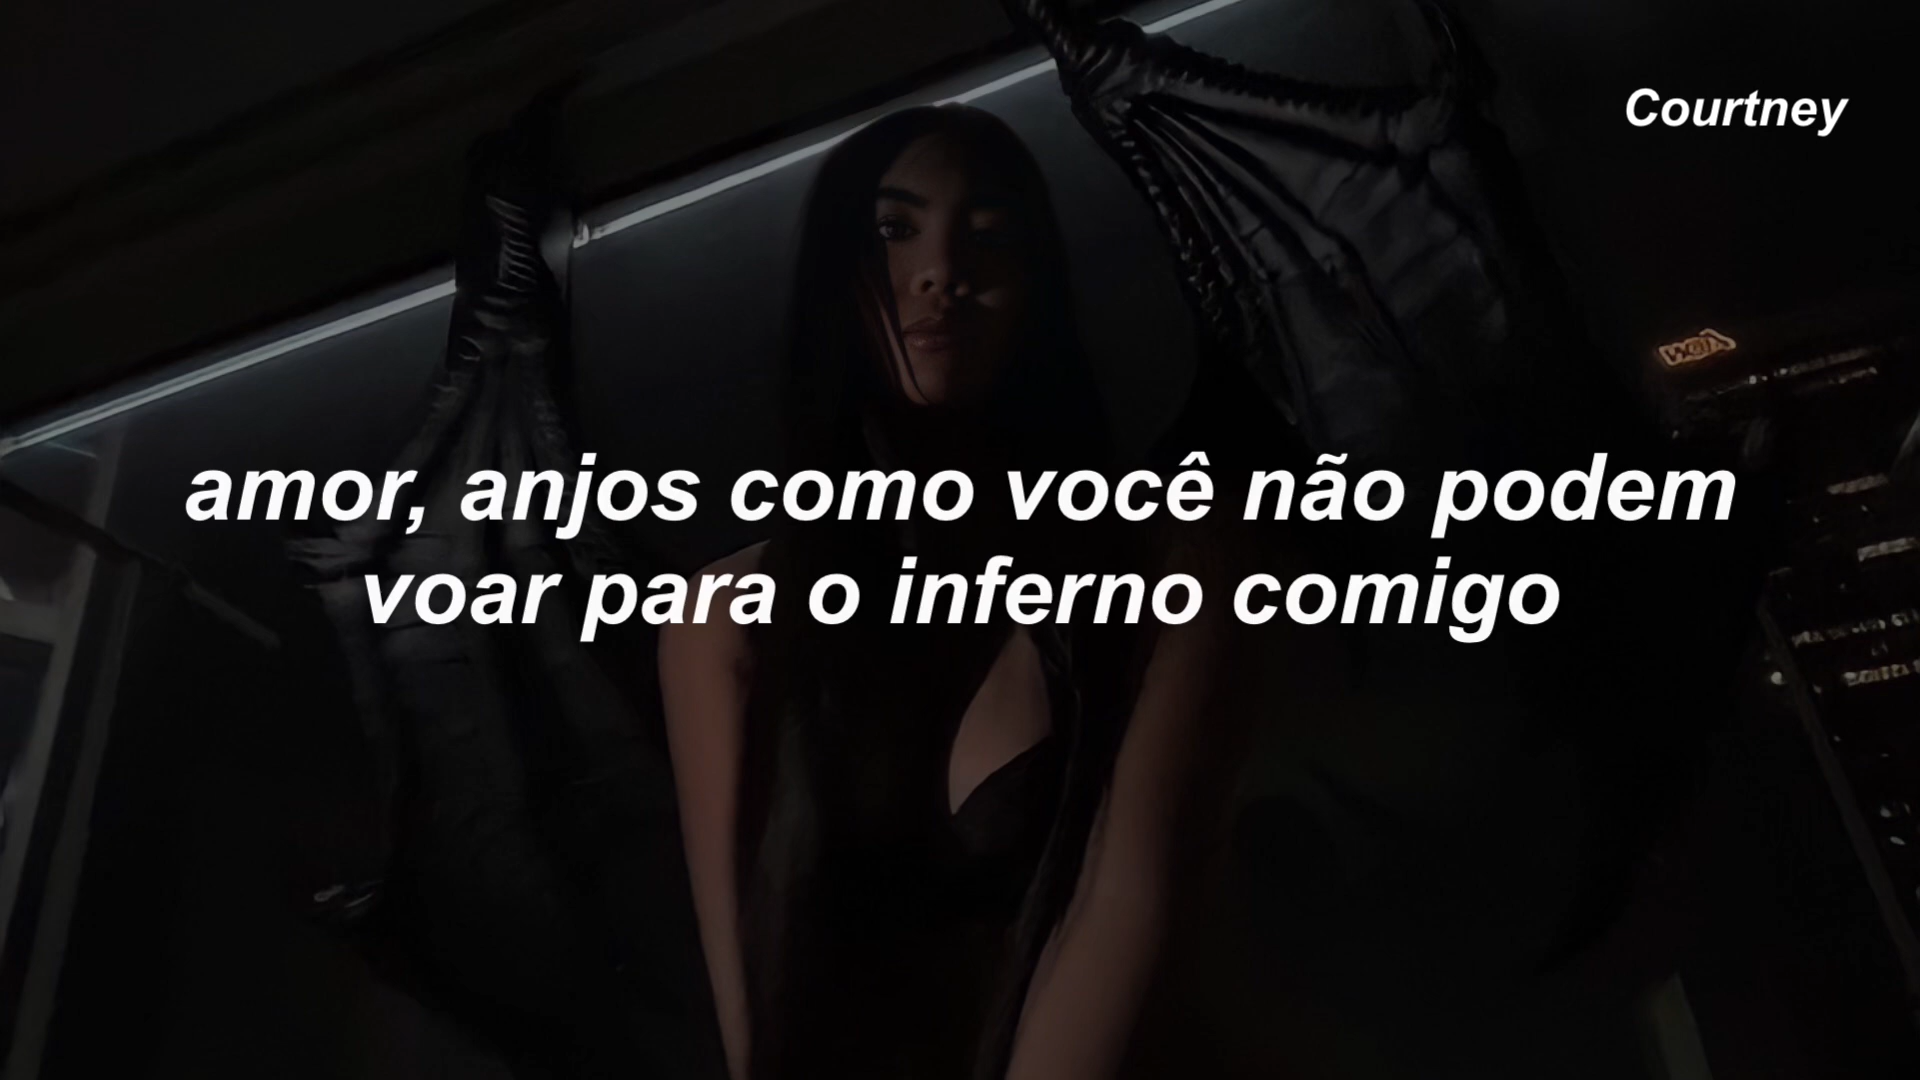 Courtney
amor, anjos como você não podem
voar para o inferno comigo